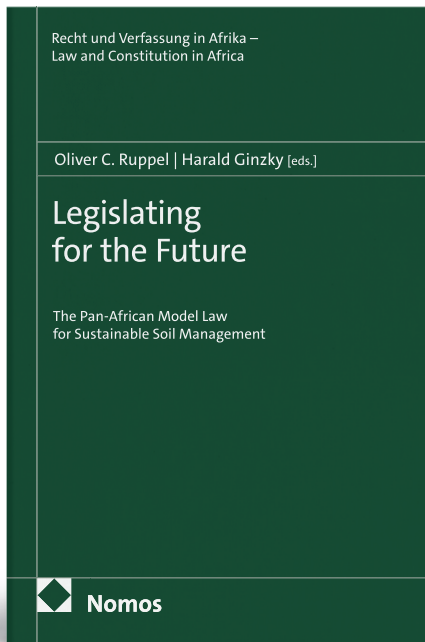 Recht und Verfassung in Afrika –
Law and Constitution in Africa
Oliver C. Ruppel | Harald Ginzky [eds.]
Legislating
for the Future
The Pan-African Model Law
for Sustainable Soil Management
Nomos